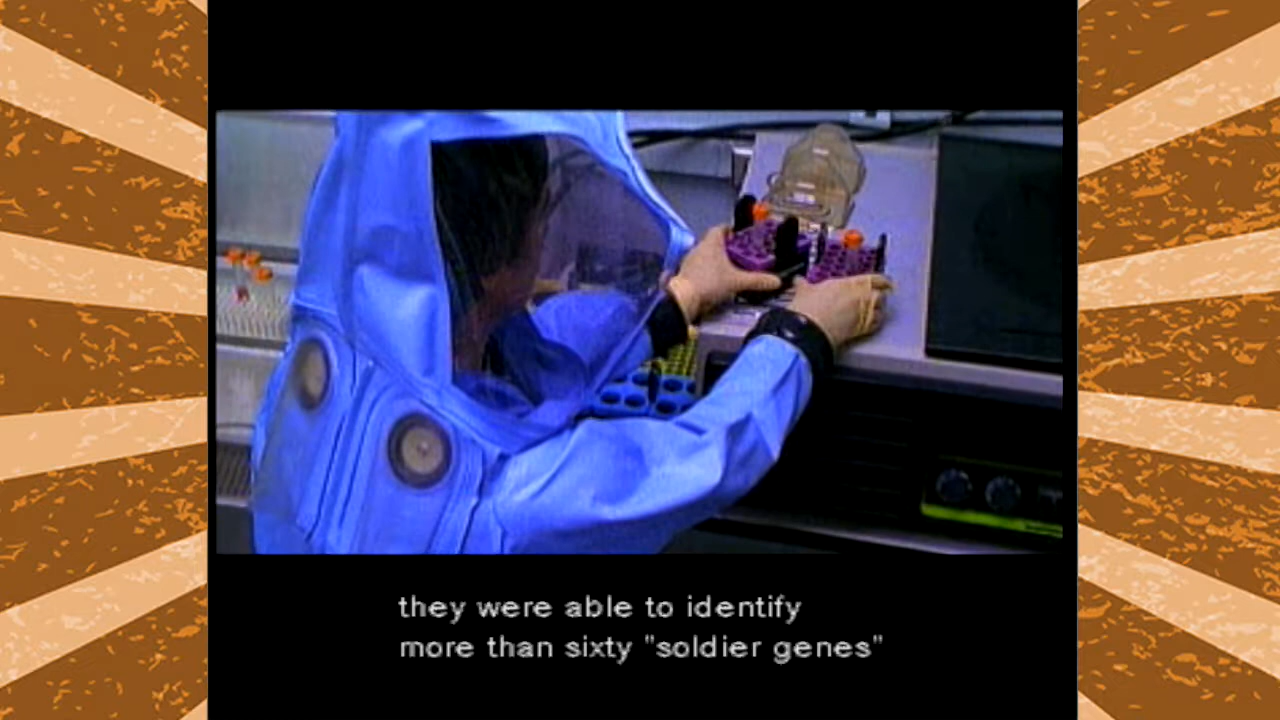 they were able to identify
more than sixty "soldier genes"